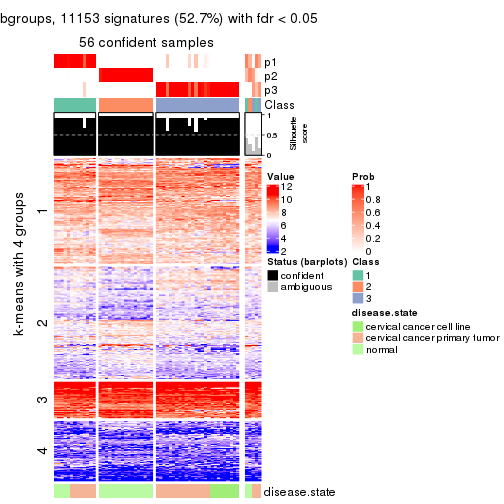 bgroups, 11153 signatures (52.7%) with fdr < 0.05
56 confident samples
p1
p2
p3
Class
1
0.5
0
Silhouette
score
k-means with 4 groups
1
2
3
4
disease.state
Value
12
10
8
6
4
2
Prob
1
0.8
0.6
0.4
0.2
0
Status (barplots)
confident
ambiguous
Class
1
2
3
disease.state
cervical cancer cell line
cervical cancer primary tumor
normal